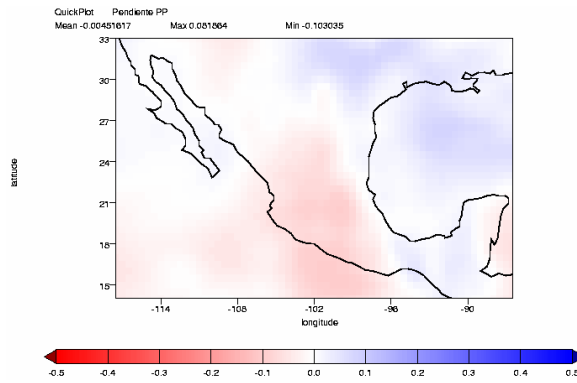 QuickPlot Pendiente PP
Mean -0.00451617 Max 0.081864 Min -0.103035
33
30
27
24
21
18
15
latitude
-114 -108 -102 -96 -90
longitude
-0.5 -0.4 -0.3 -0.2 -0.1 0.0 0.1 0.2 0.3 0.4 0.5